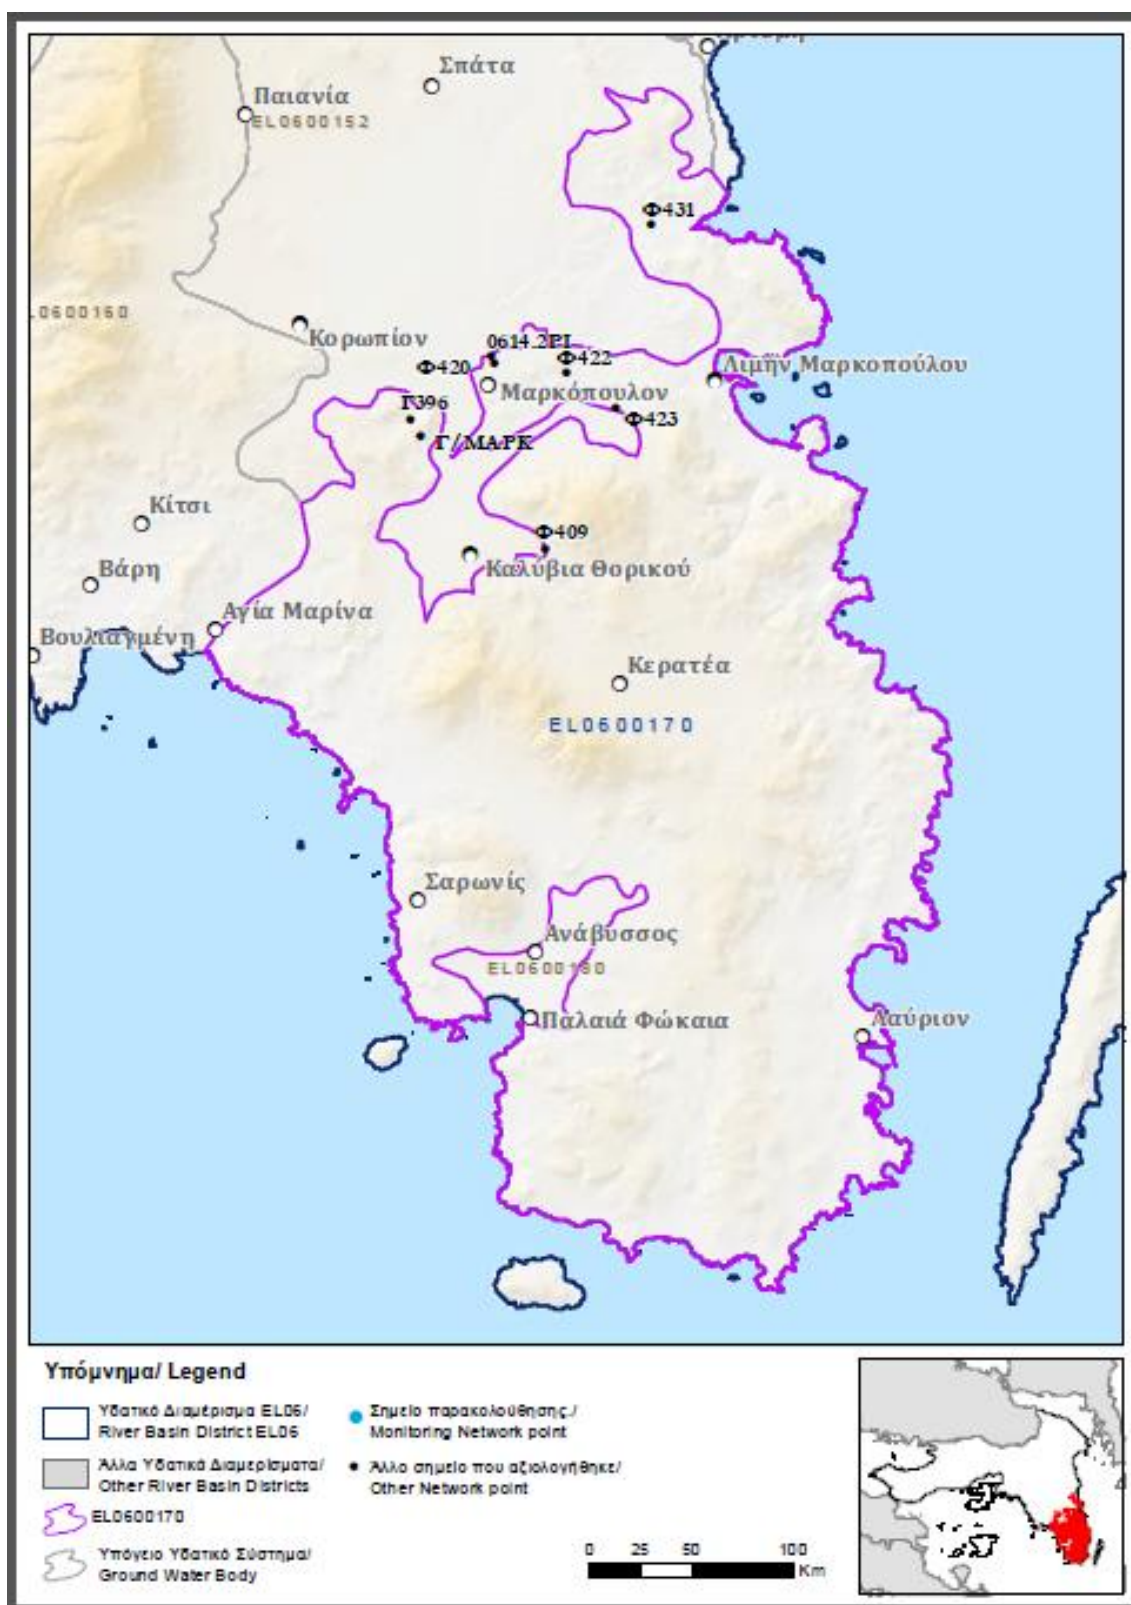 Σπάτα
Παιανία
EL0600152
Φ431
L0600160
Κορωπίον
0614.2ΡΙ
Φ420
Φ422
Λιμὴν Μαρκοπούλου
Μαρκόπουλον
Γ396
Φ423
Γ/ΜΑΡΚ
Κίτσι
Φ409
Βάρη
Καλύβια Θορικού
Αγία Μαρίνα
Βουλιαγμένη
Κερατέα
EL0600170
Σαρωνίς
Ανάβυσσος
EL0600180
Παλαιά Φώκαια
Λαύριον
Υπόμνημα/ Legend
Υδατικό Διαμέρισμα EL06/
River Basin District EL06
Άλλα Υδατικά Διαμερίσματα/
Other River Basin Districts
EL0600170
Υπόγειο Υδατικό Σύστημα/
Ground Water Body
Σημείο παρακολούθησης./
Monitoring Network point
Άλλο σημείο που αξιολογήθηκε/
Other Network point
0 25 50 100
Km